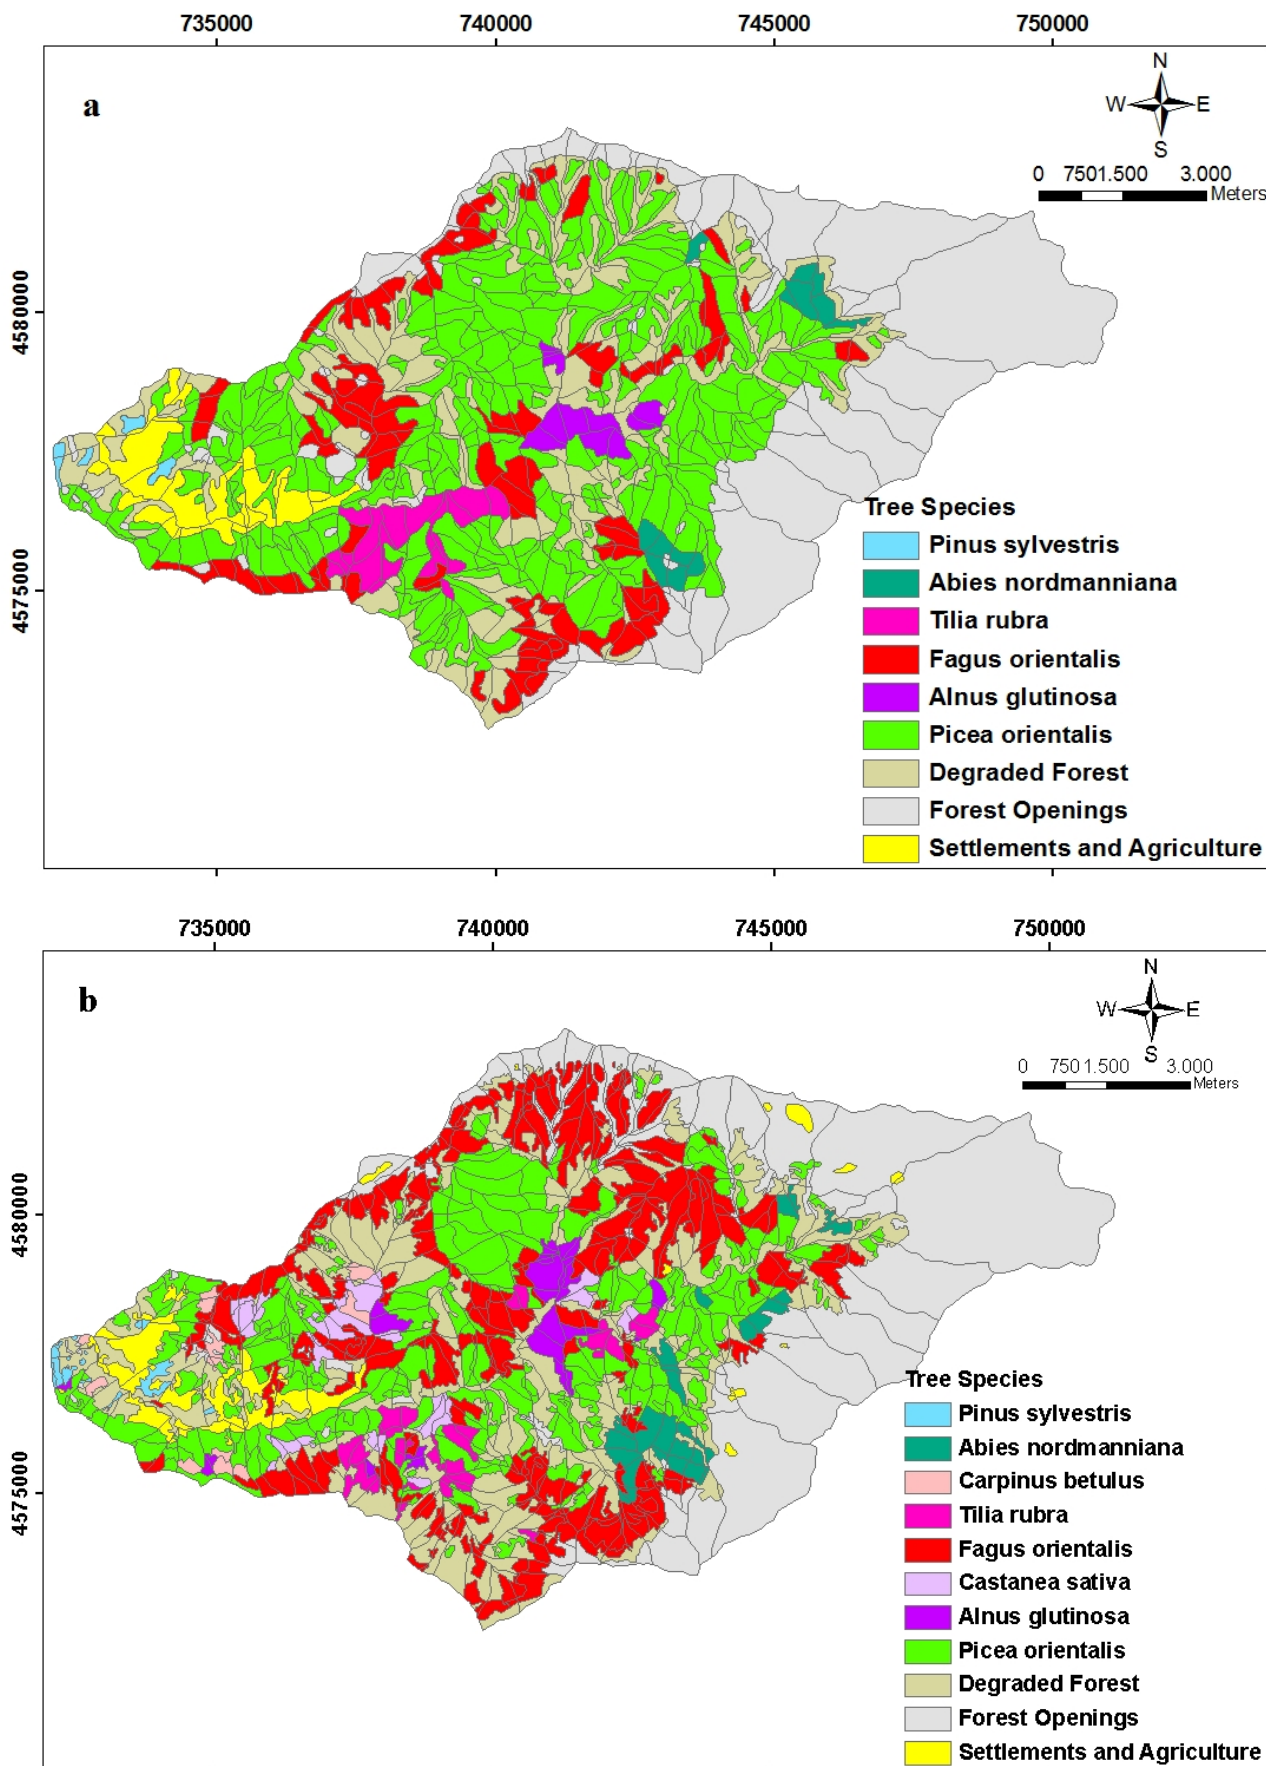 735000 740000 745000 750000
a
N
W E
S
0 7501.500 3.000
Meters
4580000
4575000
Tree Species
Pinus sylvestris
Abies nordmanniana
Tilia rubra
Fagus orientalis
Alnus glutinosa
Picea orientalis
Degraded Forest
Forest Openings
Settlements and Agriculture
735000 740000 745000 750000
b
N
W E
S
0 750 1.500 3.000
Meters
4580000
4575000
Tree Species
Pinus sylvestris
Abies nordmanniana
Carpinus betulus
Tilia rubra
Fagus orientalis
Castanea sativa
Alnus glutinosa
Picea orientalis
Degraded Forest
Forest Openings
Settlements and Agriculture